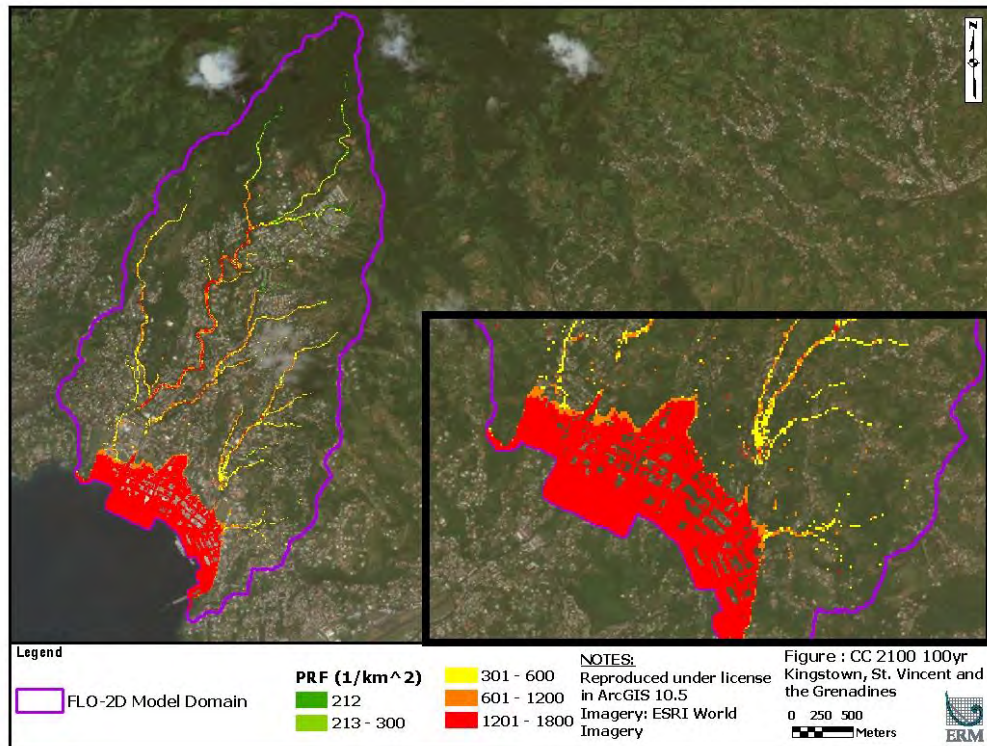 N
Legend
FLO-2D Model Domain
PRF (1/km^2)
212
213 - 300
301 - 600
601 - 1200
1201 - 1800
NOTES:
Reproduced under license
in ArcGIS 10.5
Imagery: ESRI World
Imagery
Figure : CC 2100 100yr
Kingstown, St. Vincent and
the Grenadines
0 250 500
Meters
ERM